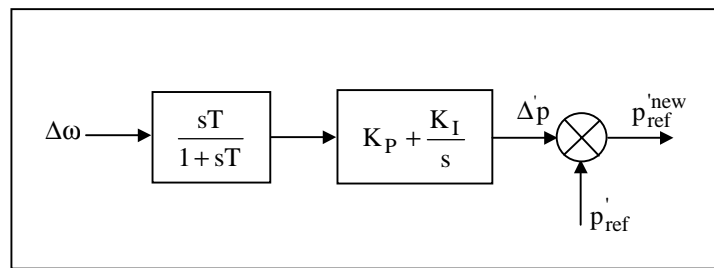 Δω
sT
1 + sT
K_P + K_I
s
Δ'p
p'^new_ref
p'_ref